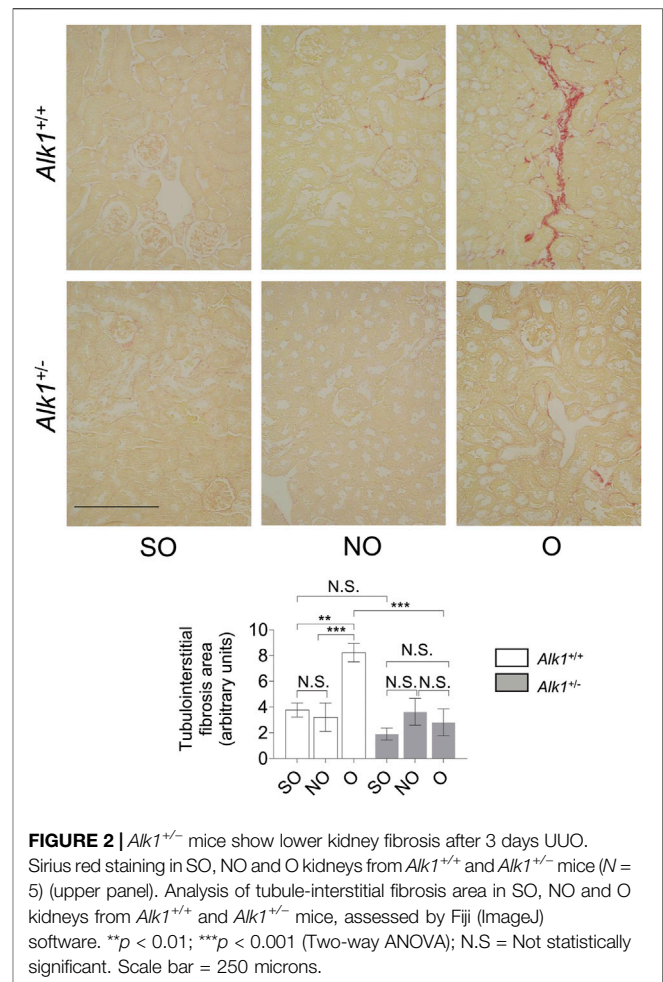 Alk1+/+
Alk1+/-
SO NO O
N.S.
** ***
***
N.S.
N.S. N.S. N.S.
Tubulointerstitial
fibrosis area
(arbitrary units)
10
8
6
4
2
0
SO NO O SO NO O
Alk1+/+
Alk1+/-
FIGURE 2 | Alk1+/− mice show lower kidney fibrosis after 3 days UUO.
Sirius red staining in SO, NO and O kidneys from Alk1+/+ and Alk1+/− mice (N =
5) (upper panel). Analysis of tubule-interstitial fibrosis area in SO, NO and O
kidneys from Alk1+/+ and Alk1+/− mice, assessed by Fiji (ImageJ)
software. **p < 0.01; ***p < 0.001 (Two-way ANOVA); N.S = Not statistically
significant. Scale bar = 250 microns.